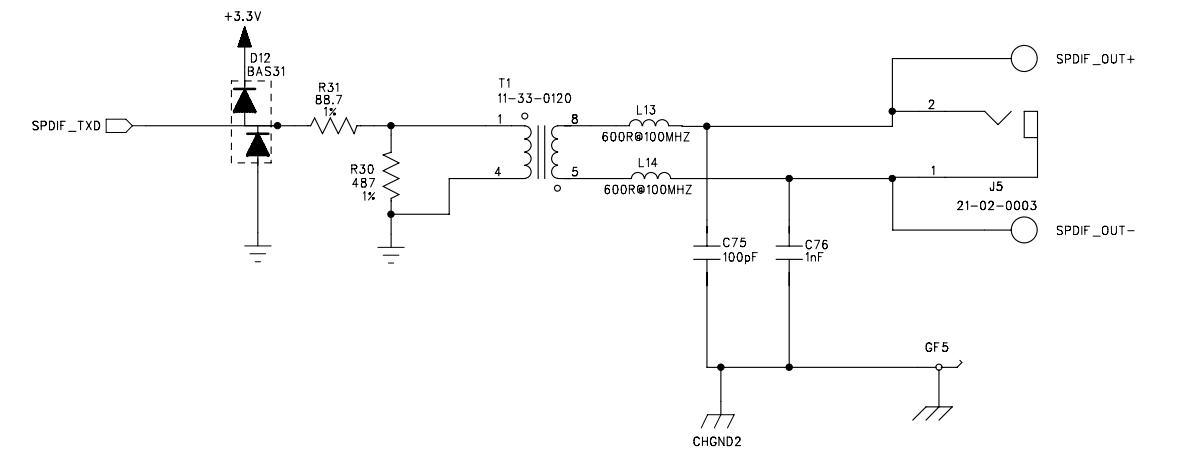 +3.3V
D12
BAS31
SPDIF_TXD
R31
88.7
1%
R30
487
1%
T1
11-33-0120
1
4
8
5
L13
600R@100MHZ
L14
600R@100MHZ
C75
100pF
C76
1nF
2
1
J5
21-02-0003
SPDIF_OUT+
SPDIF_OUT-
GF5
CHGND2